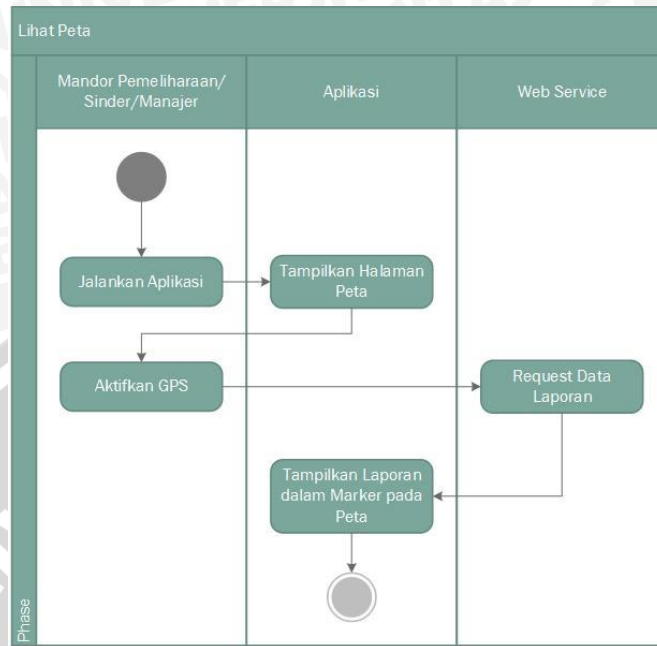 Lihat Peta
Mandor Pemeliharaan/
Sinder/Manajer
Aplikasi
Web Service
Jalankan Aplikasi
Tampilkan Halaman
Peta
Aktifkan GPS
Request Data
Laporan
Tampilkan Laporan
dalam Marker pada
Peta
Phase